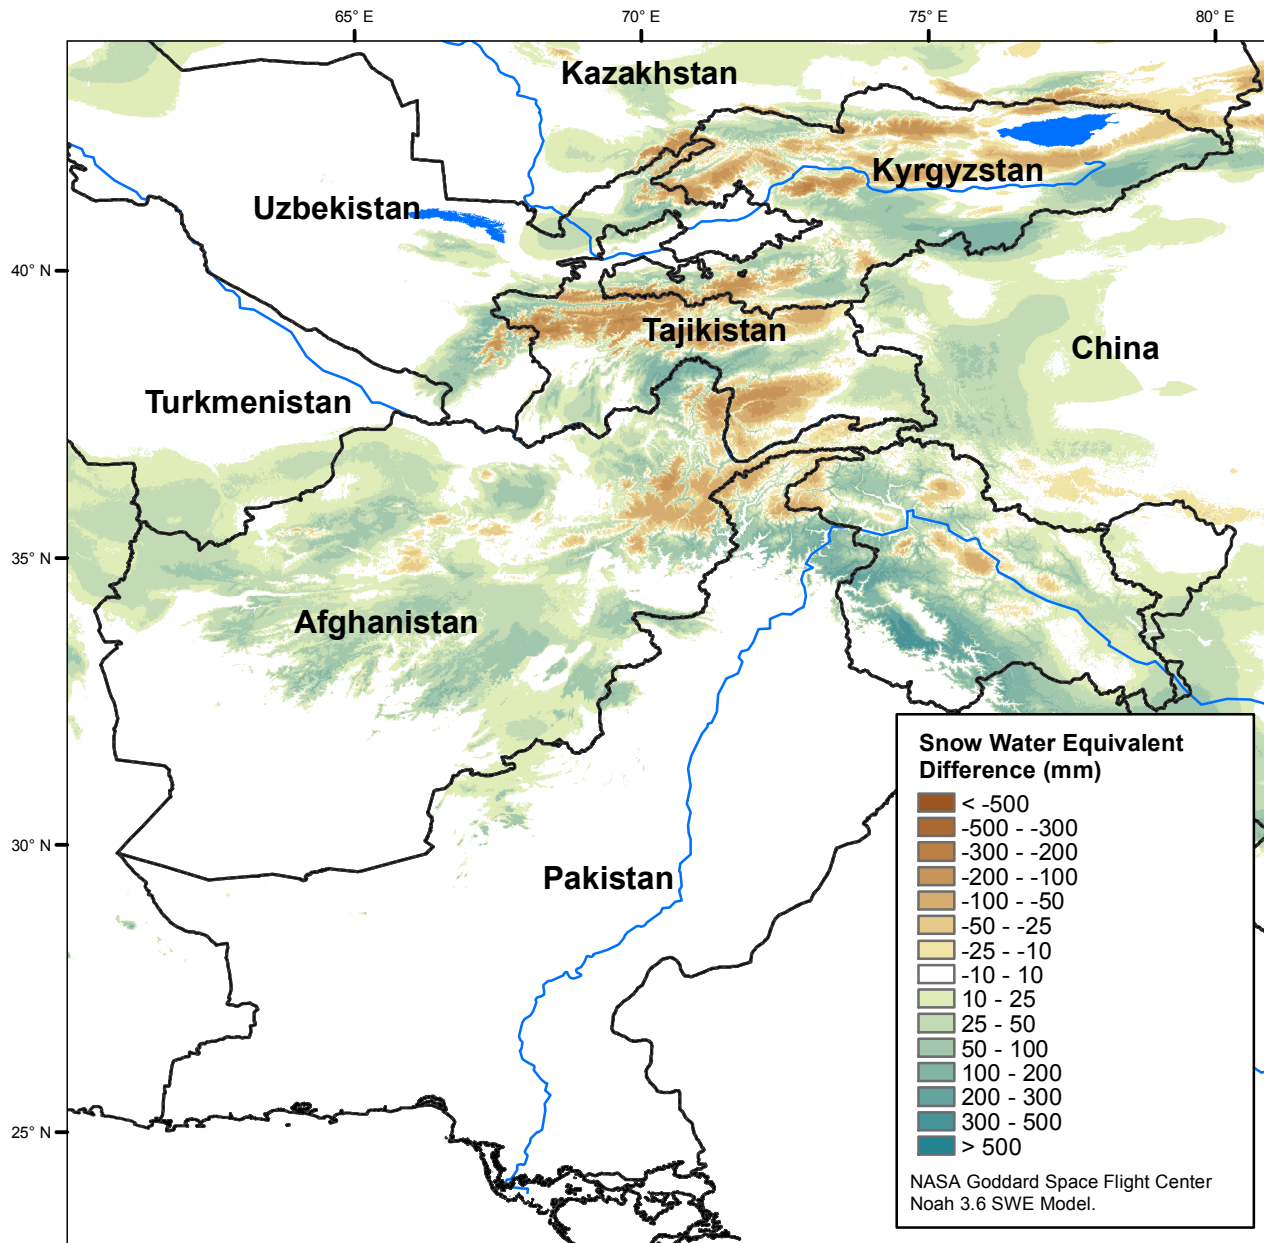 65° E
70° E
75° E
80° E
Kazakhstan
Kyrgyzstan
Uzbekistan
40° N
Tajikistan
China
Turkmenistan
35° N
Afghanistan
Snow Water Equivalent
Difference (mm)
< -500
-500 - -300
-300 - -200
-200 - -100
-100 - -50
-50 - -25
-25 - -10
-10 - 10
10 - 25
25 - 50
50 - 100
100 - 200
200 - 300
300 - 500
> 500
30° N
Pakistan
25° N
NASA Goddard Space Flight Center
Noah 3.6 SWE Model.